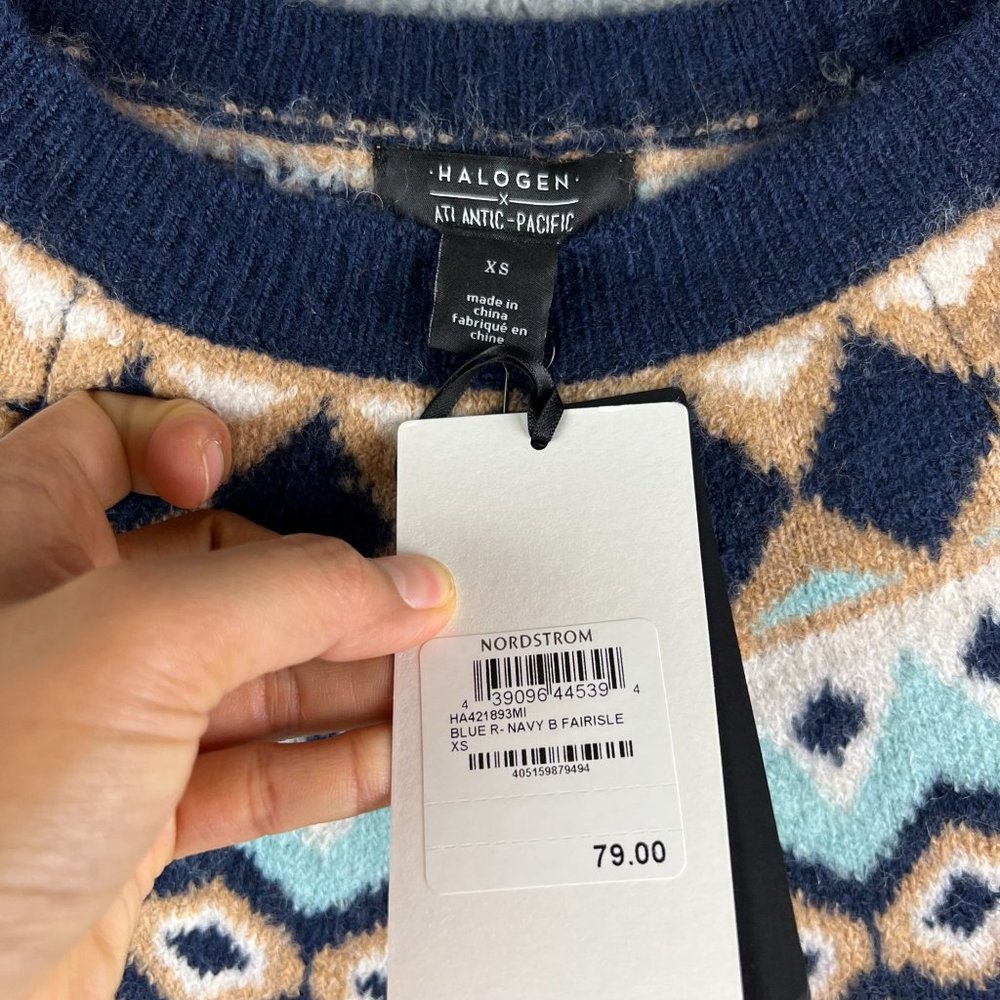 · HALOGEN ·
X
ATLANTIC-PACIFIC
XS
made in
china
fabriqué en
chine
NORDSTROM
4 39096 44539 4
HA421893MI
BLUE R- NAVY B FAIRISLE
XS
405159879494
79.00